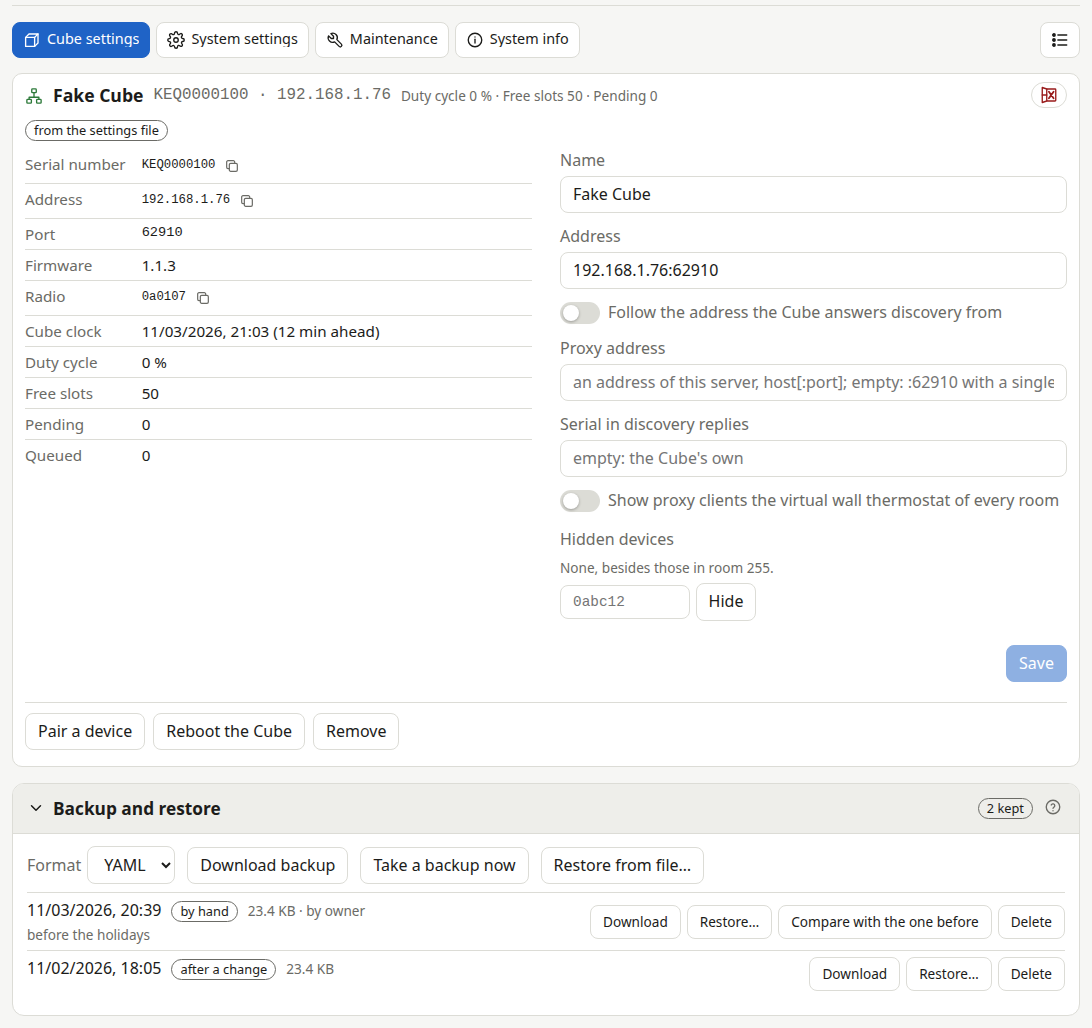 Cube settings System settings Maintenance System info
Fake Cube KEQ0000100 · 192.168.1.76 Duty cycle 0 % · Free slots 50 · Pending 0
from the settings file
Serial number KEQ0000100
Address 192.168.1.76
Port 62910
Firmware 1.1.3
Radio 0a0107
Cube clock 11/03/2026, 21:03 (12 min ahead)
Duty cycle 0 %
Free slots 50
Pending 0
Queued 0
Name
Fake Cube
Address
192.168.1.76:62910
Follow the address the Cube answers discovery from
Proxy address
an address of this server, host[:port]; empty: :62910 with a single
Serial in discovery replies
empty: the Cube's own
Show proxy clients the virtual wall thermostat of every room
Hidden devices
None, besides those in room 255.
0abc12 Hide
Save
Pair a device Reboot the Cube Remove
Backup and restore 2 kept
Format YAML Download backup Take a backup now Restore from file...
11/03/2026, 20:39 by hand 23.4 KB · by owner Download Restore... Compare with the one before Delete
before the holidays
11/02/2026, 18:05 after a change 23.4 KB Download Restore... Delete